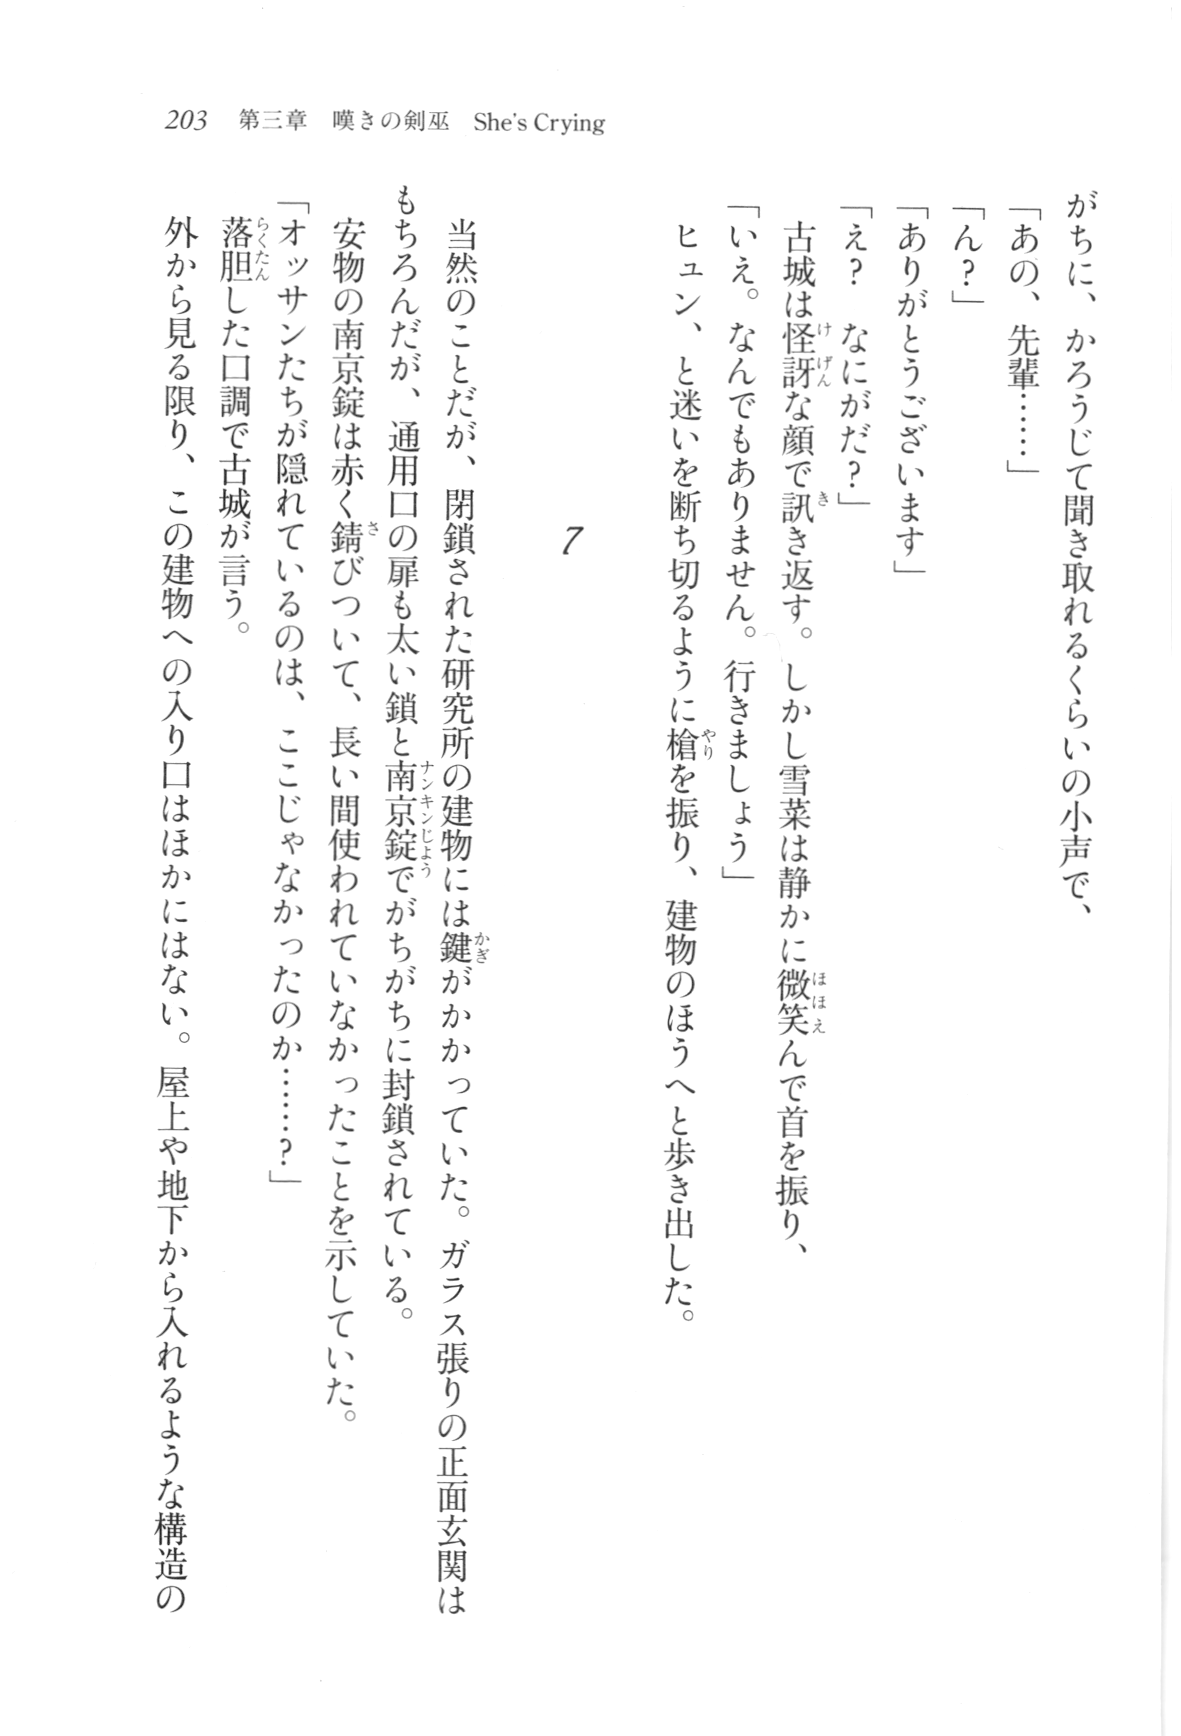 203　第三章　嘆きの剣巫　She's Crying
がちに、かろうじて聞き取れるくらいの小声で、
「あの、先輩……」
「ん？」
「ありがとうございます」
「え？　なにがだ？」
古城は怪訝な顔で訊き返す。しかし雪菜は静かに微笑んで首を振り、
「いえ。なんでもありません。行きましょう」
ヒュン、と迷いを断ち切るように槍を振り、建物のほうへと歩き出した。
7
当然のことだが、閉鎖された研究所の建物には鍵がかかっていた。ガラス張りの正面玄関は
もちろんだが、通用口の扉も太い鎖と南京錠でがちがちに封鎖されている。
安物の南京錠は赤く錆びついて、長い間使われていなかったことを示していた。
「オッサンたちが隠れているのは、ここじゃなかったのか……？」
落胆した口調で古城が言う。
外から見る限り、この建物への入り口はほかにはない。屋上や地下から入れるような構造の